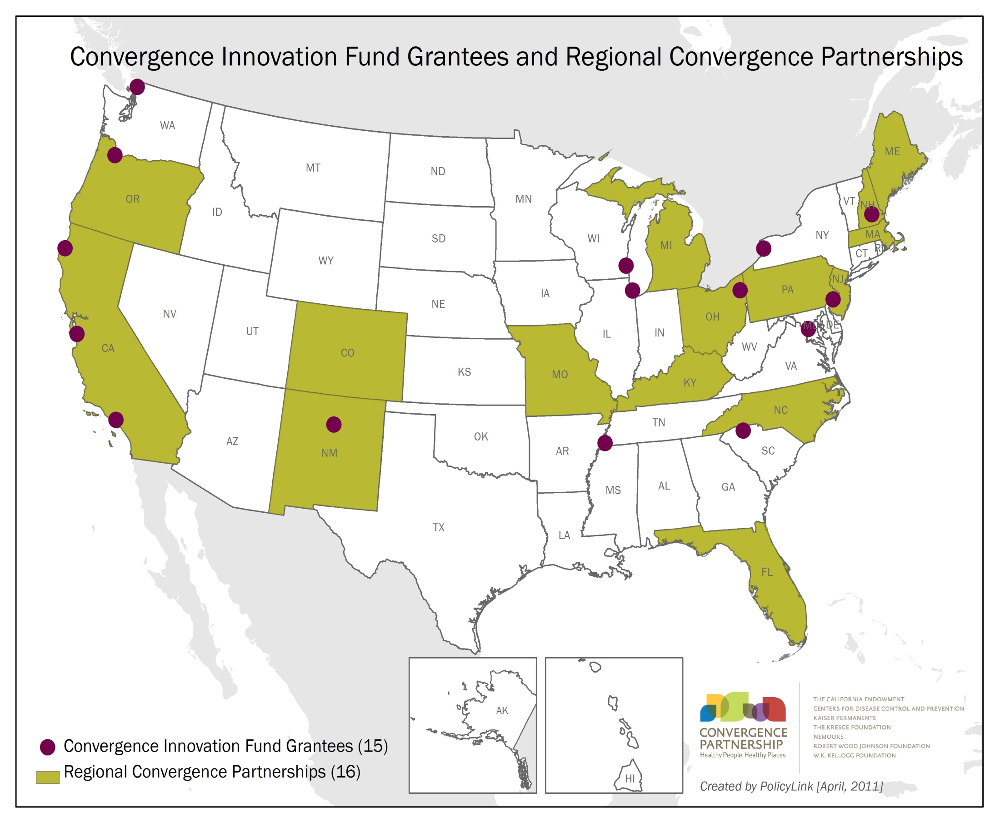 Convergence Innovation Fund Grantees and Regional Convergence Partnerships
WA
MT
ND
MN
ME
OR
ID
SD
WI
MI
VT
NH
NY
MA
WY
CT
RI
IA
NE
NV
UT
CO
IL
IN
OH
PA
NJ
MD
DE
WV
CA
KS
MO
KY
VA
NC
TN
AZ
NM
OK
AR
SC
MS
AL
GA
TX
LA
FL
AK
HI
Convergence Innovation Fund Grantees (15)
Regional Convergence Partnerships (16)
CONVERGENCE
PARTNERSHIP
Healthy People, Healthy Places
THE CALIFORNIA ENDOWMENT
CENTERS FOR DISEASE CONTROL AND PREVENTION
KAISER PERMANENTE
THE KRESGE FOUNDATION
NEMOURS
ROBERT WOOD JOHNSON FOUNDATION
W.K. KELLOGG FOUNDATION
Created by PolicyLink [April, 2011]